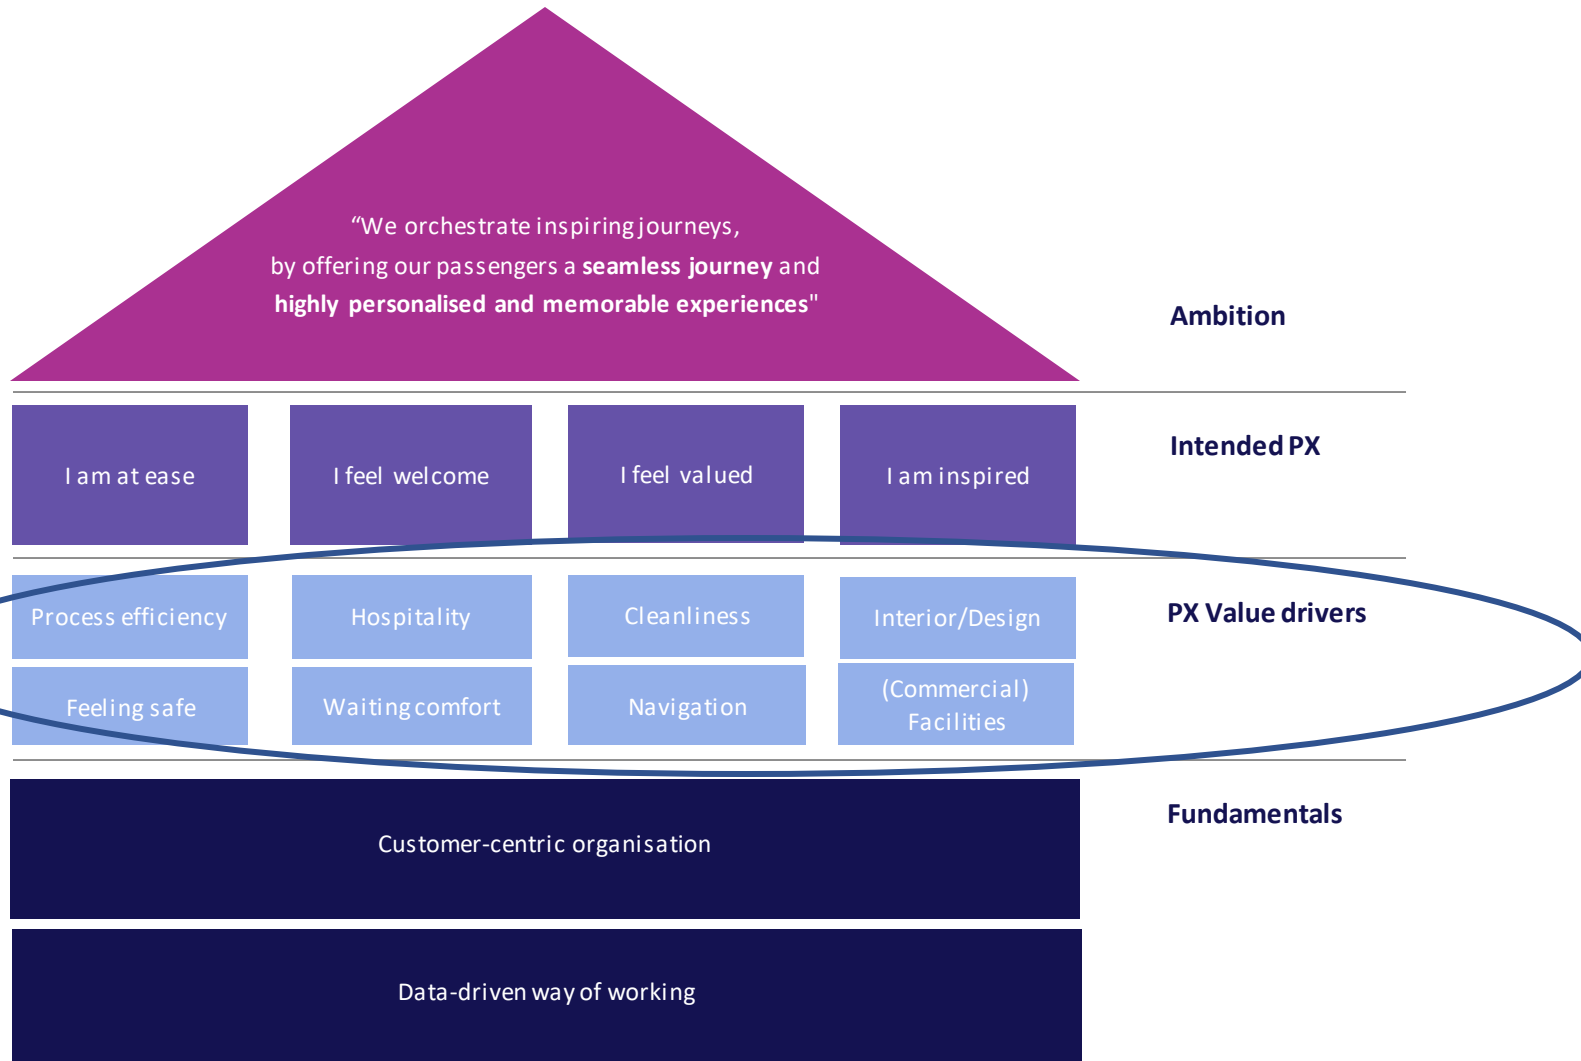 “We orchestrate inspiring journeys,
by offering our passengers a seamless journey and
highly personalised and memorable experiences"
Ambition
Intended PX
I am at ease
I feel welcome
I feel valued
I am inspired
PX Value drivers
Process efficiency
Hospitality
Cleanliness
Interior/Design
Feeling safe
Waiting comfort
Navigation
(Commercial)
Facilities
Fundamentals
Customer-centric organisation
Data-driven way of working